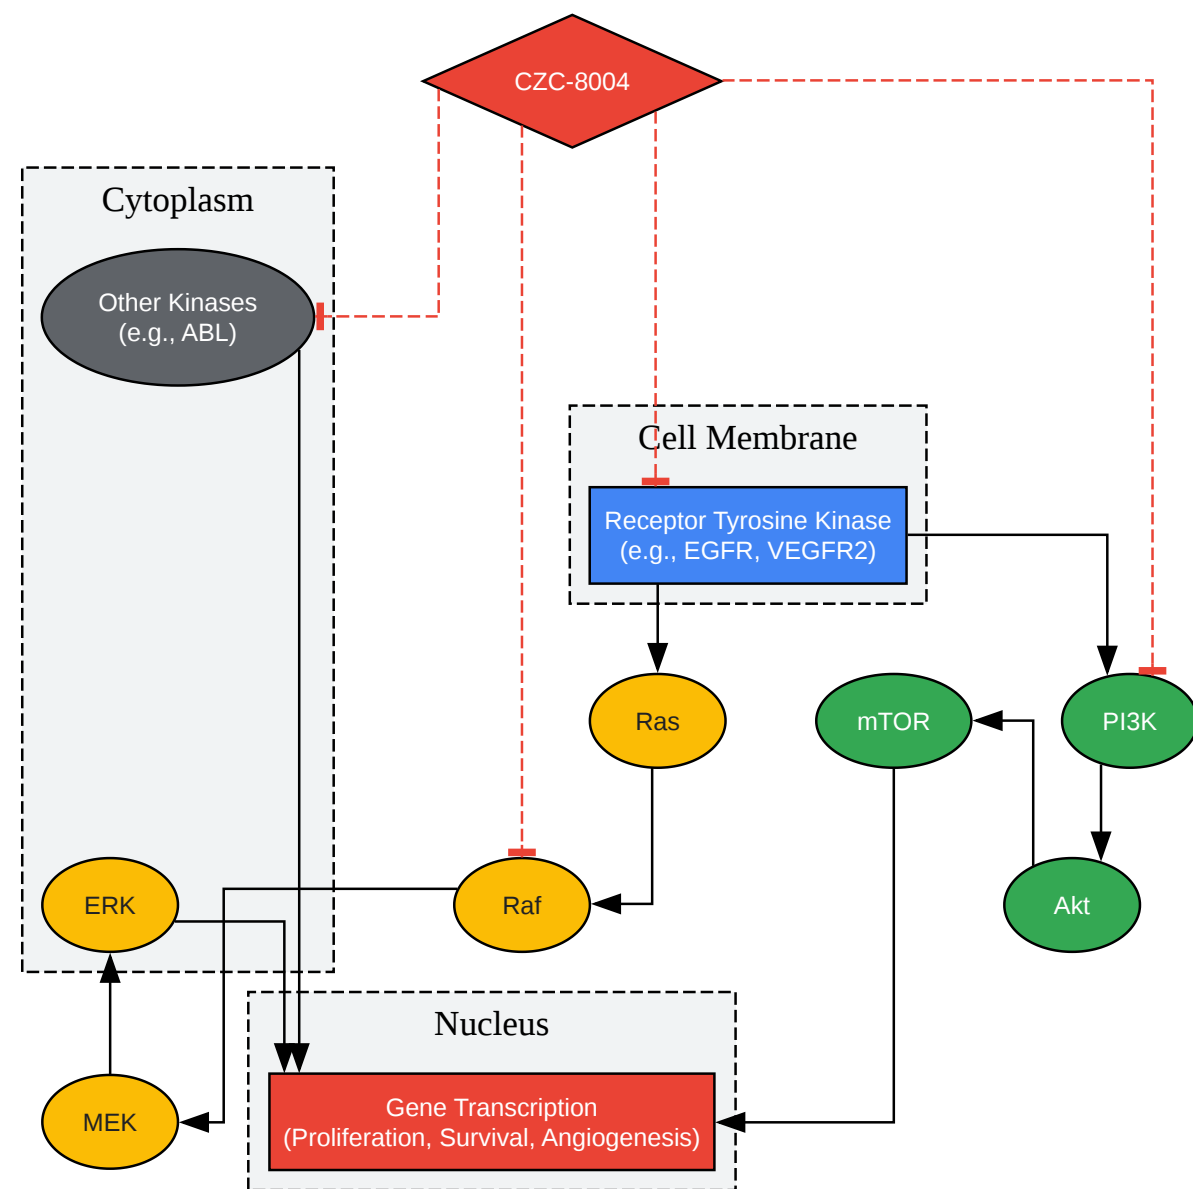 CZC-8004
Cytoplasm
Other Kinases
(e.g., ABL)
Cell Membrane
Receptor Tyrosine Kinase
(e.g., EGFR, VEGFR2)
Ras
mTOR
PI3K
ERK
Raf
Akt
Nucleus
MEK
Gene Transcription
(Proliferation, Survival, Angiogenesis)